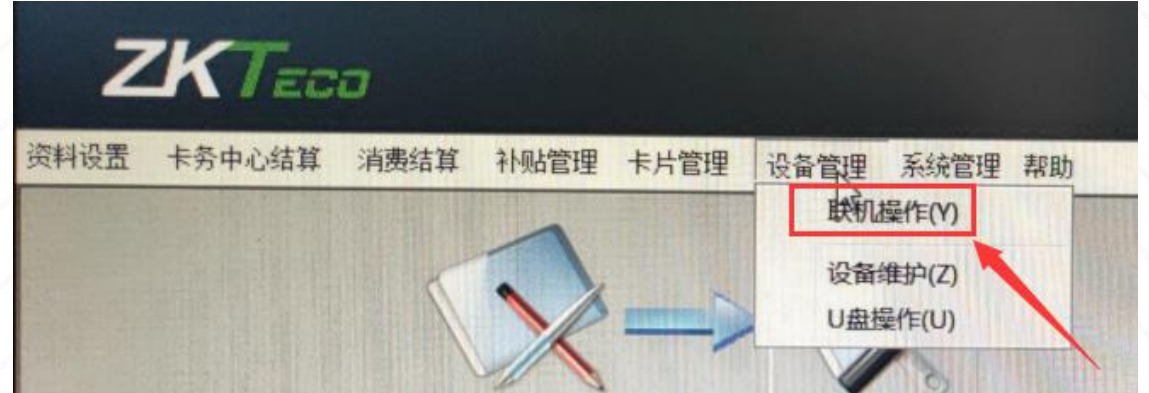 ZKTeco
资料设置 卡务中心结算 消费结算 补贴管理 卡片管理 设备管理 系统管理 帮助
联机操作(Y)
设备维护(Z)
U盘操作(U)